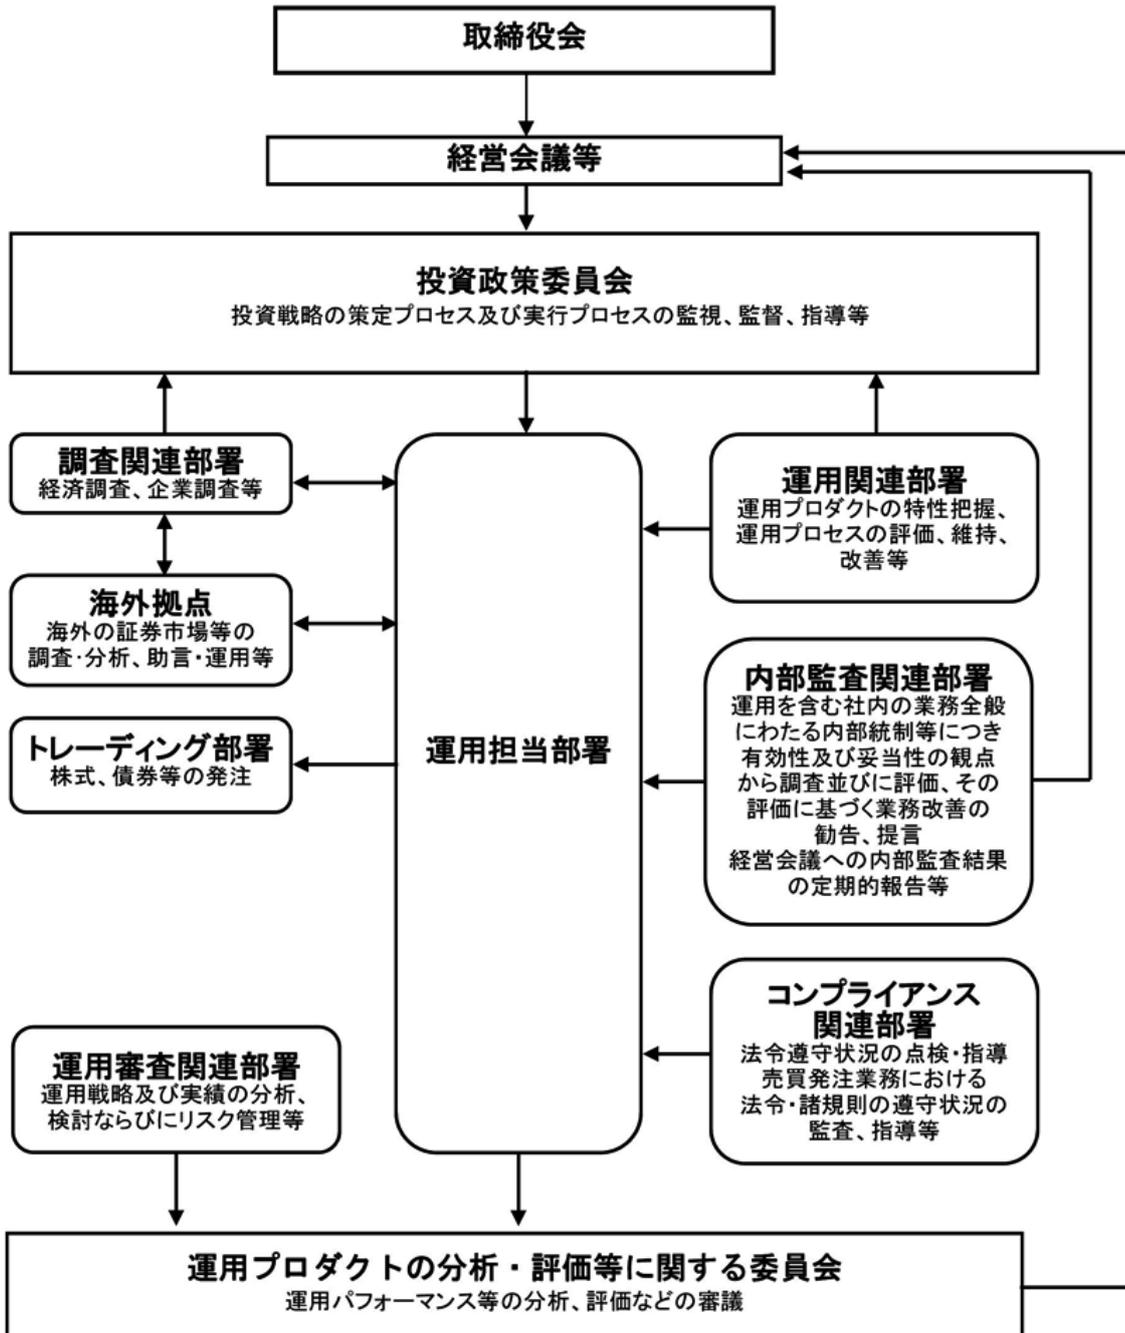 取締役会
経営会議等
投資政策委員会
投資戦略の策定プロセス及び実行プロセスの監視、監督、指導等
調査関連部署
経済調査、企業調査等
海外拠点
海外の証券市場等の
調査・分析、助言・運用等
トレーディング部署
株式、債券等の発注
運用担当部署
運用関連部署
運用プロダクトの特性把握、
運用プロセスの評価、維持、
改善等
内部監査関連部署
運用を含む社内の業務全般
にわたる内部統制等につき
有効性及び妥当性の観点
から調査並びに評価、その
評価に基づく業務改善の
勧告、提言
経営会議への内部監査結果
の定期的報告等
コンプライアンス
関連部署
法令遵守状況の点検・指導
売買発注業務における
法令・諸規則の遵守状況の
監査、指導等
運用審査関連部署
運用戦略及び実績の分析、
検討ならびにリスク管理等
運用プロダクトの分析・評価等に関する委員会
運用パフォーマンス等の分析、評価などの審議